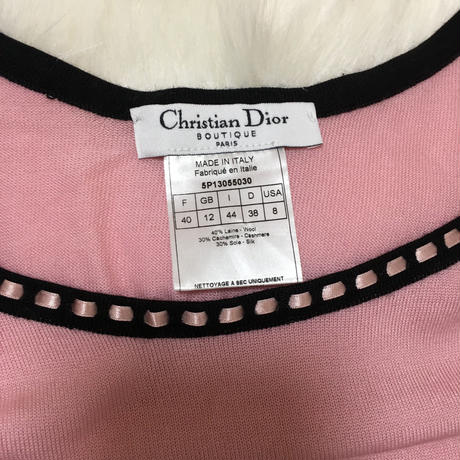 Christian Dior
BOUTIQUE
PARIS
MADE IN ITALY
Fabriqué en Italie
5P13055030
F GB I D USA
40 12 44 38 8
40% Laine - Wool
30% Cachemire - Cashmere
30% Soie - Silk
NETTOYAGE A SEC UNIQUEMENT